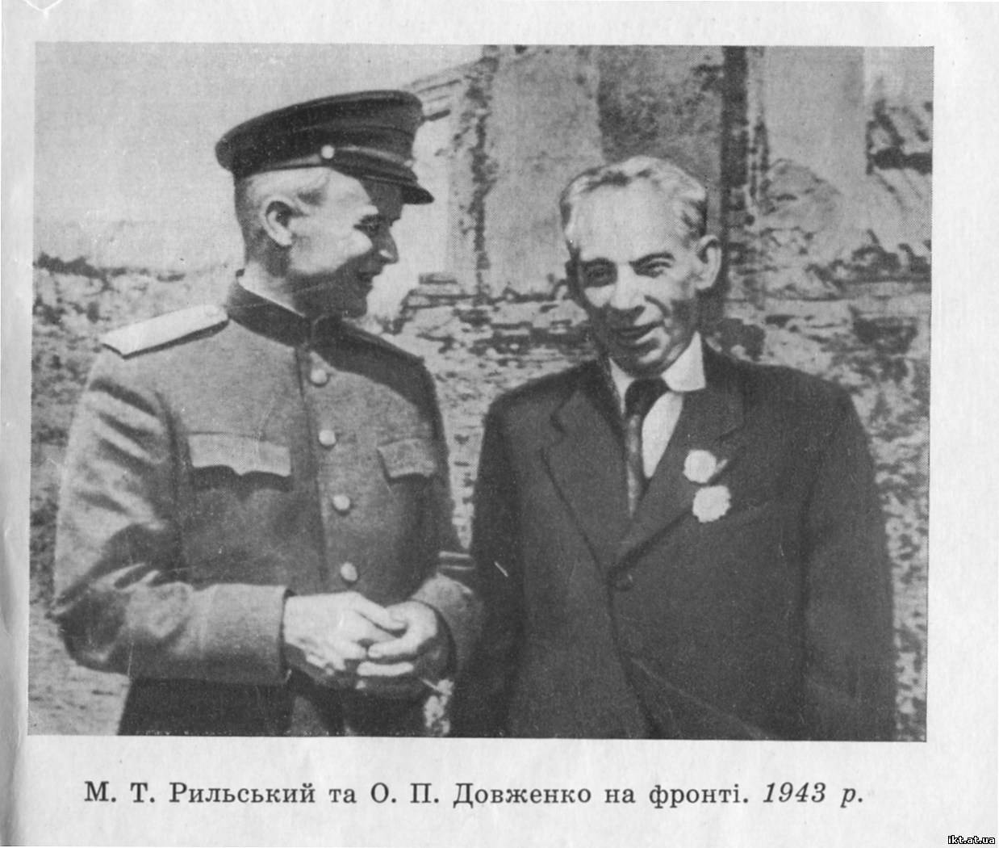 М. Т. Рильський та О. П. Довженко на фронті. 1943 р.
ikt.at.ua